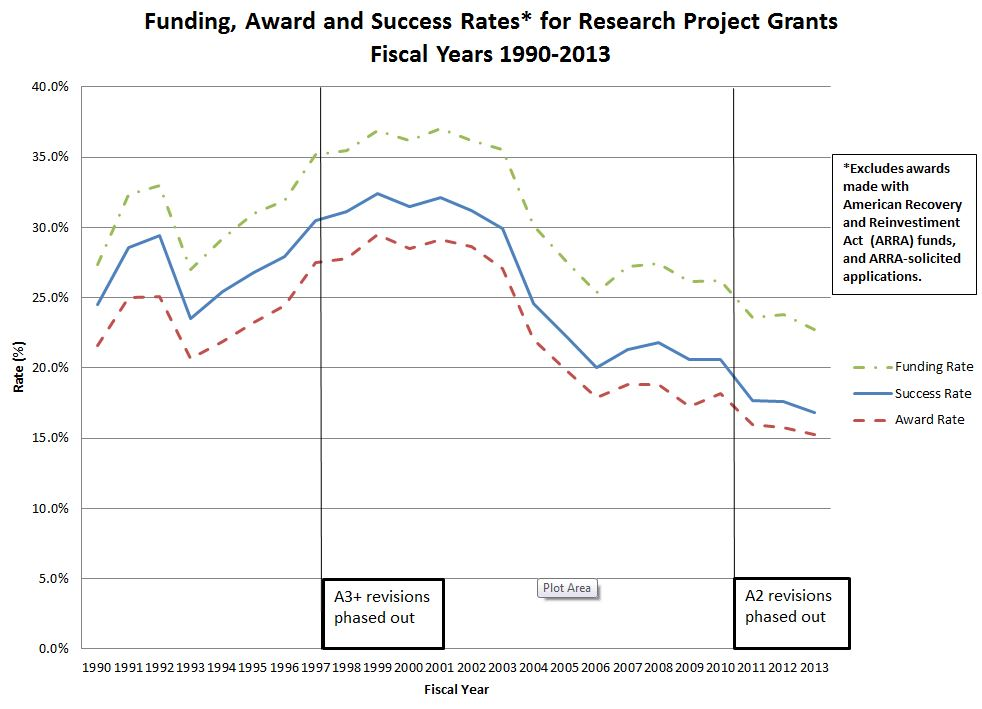 Funding, Award and Success Rates* for Research Project Grants
Fiscal Years 1990-2013
40.0%
35.0%
30.0%
25.0%
20.0%
15.0%
10.0%
5.0%
0.0%
Rate (%)
*Excludes awards
made with
American Recovery
and Reinvestiment
Act (ARRA) funds,
and ARRA-solicited
applications.
Funding Rate
Success Rate
Award Rate
A3+ revisions
phased out
Plot Area
A2 revisions
phased out
1990 1991 1992 1993 1994 1995 1996 1997 1998 1999 2000 2001 2002 2003 2004 2005 2006 2007 2008 2009 2010 2011 2012 2013
Fiscal Year